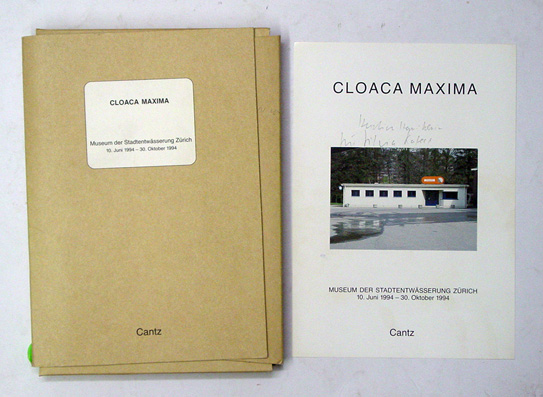 CLOACA MAXIMA
Museum der Stadtentwässerung Zürich
10. Juni 1994 – 30. Oktober 1994
Cantz
CLOACA MAXIMA
MUSEUM DER STADTENTWÄSSERUNG ZÜRICH
10. Juni 1994 – 30. Oktober 1994
Cantz